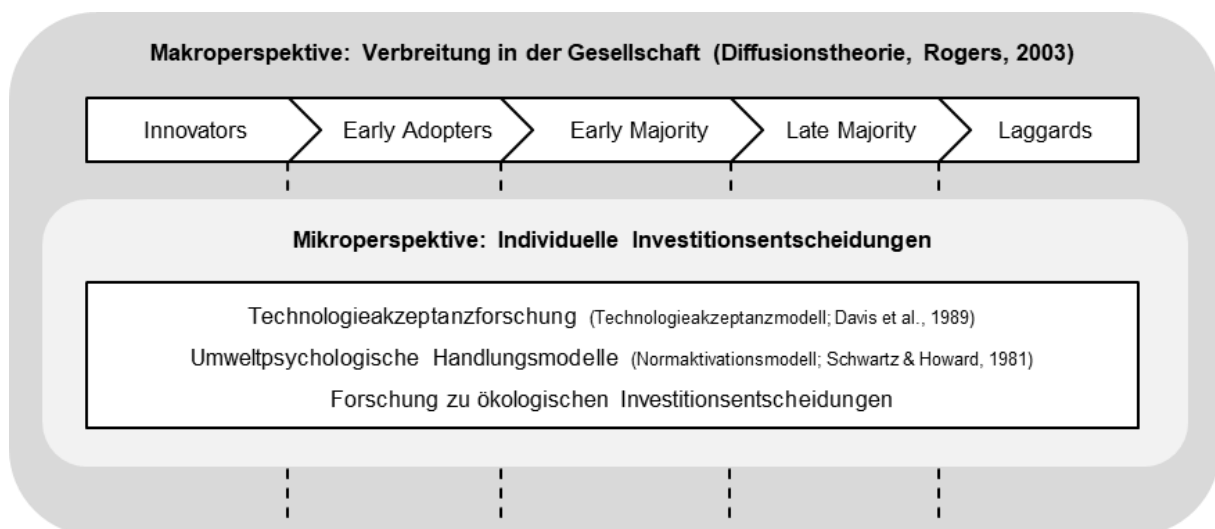 Makroperspektive: Verbreitung in der Gesellschaft (Diffusionstheorie, Rogers, 2003)
Innovators Early Adopters Early Majority Late Majority Laggards
Mikroperspektive: Individuelle Investitionsentscheidungen
Technologieakzeptanzforschung (Technologieakzeptanzmodell; Davis et al., 1989)
Umweltpsychologische Handlungsmodelle (Normaktivationsmodell; Schwartz & Howard, 1981)
Forschung zu ökologischen Investitionsentscheidungen